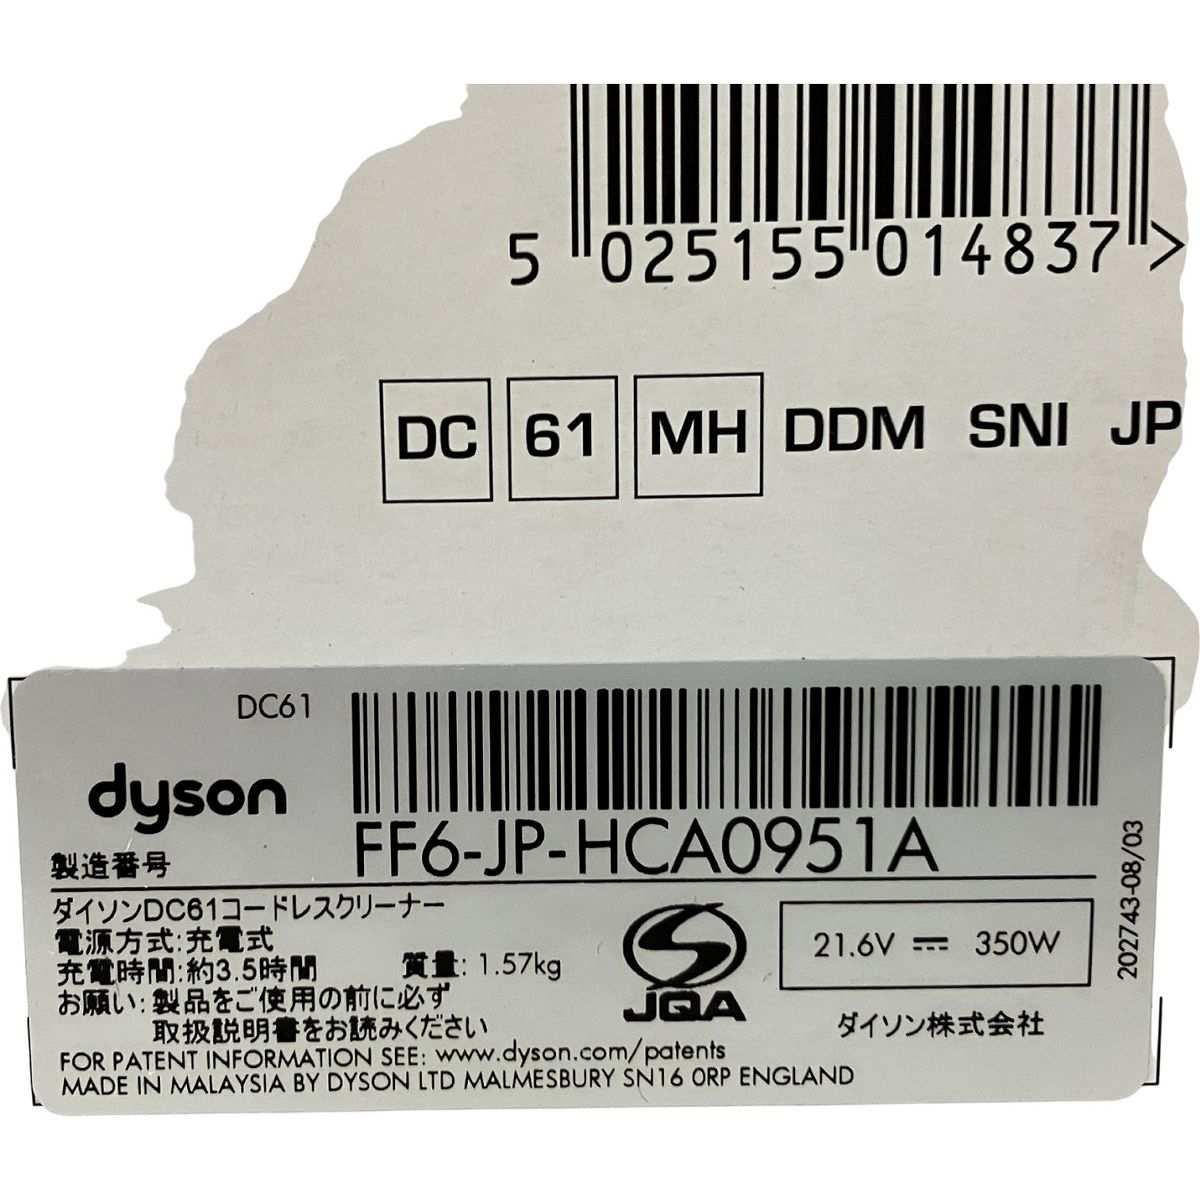 5 025155 014837 >
DC 61 MH DDM SNI JP
DC61
dyson
製造番号 FF6-JP-HCA0951A
ダイソンDC61コードレスクリーナー
電源方式:充電式
充電時間:約3.5時間 質量: 1.57kg
お願い: 製品をご使用の前に必ず
取扱説明書をお読みください
JQA
21.6V ⎓ 350W
ダイソン株式会社
202743-08/03
FOR PATENT INFORMATION SEE: www.dyson.com/patents
MADE IN MALAYSIA BY DYSON LTD MALMESBURY SN16 0RP ENGLAND